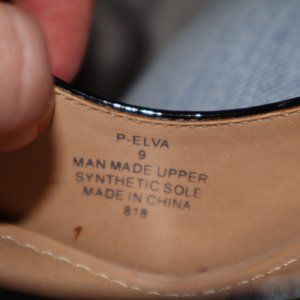 P-ELVA
9
MAN MADE UPPER
SYNTHETIC SOLE
MADE IN CHINA
818